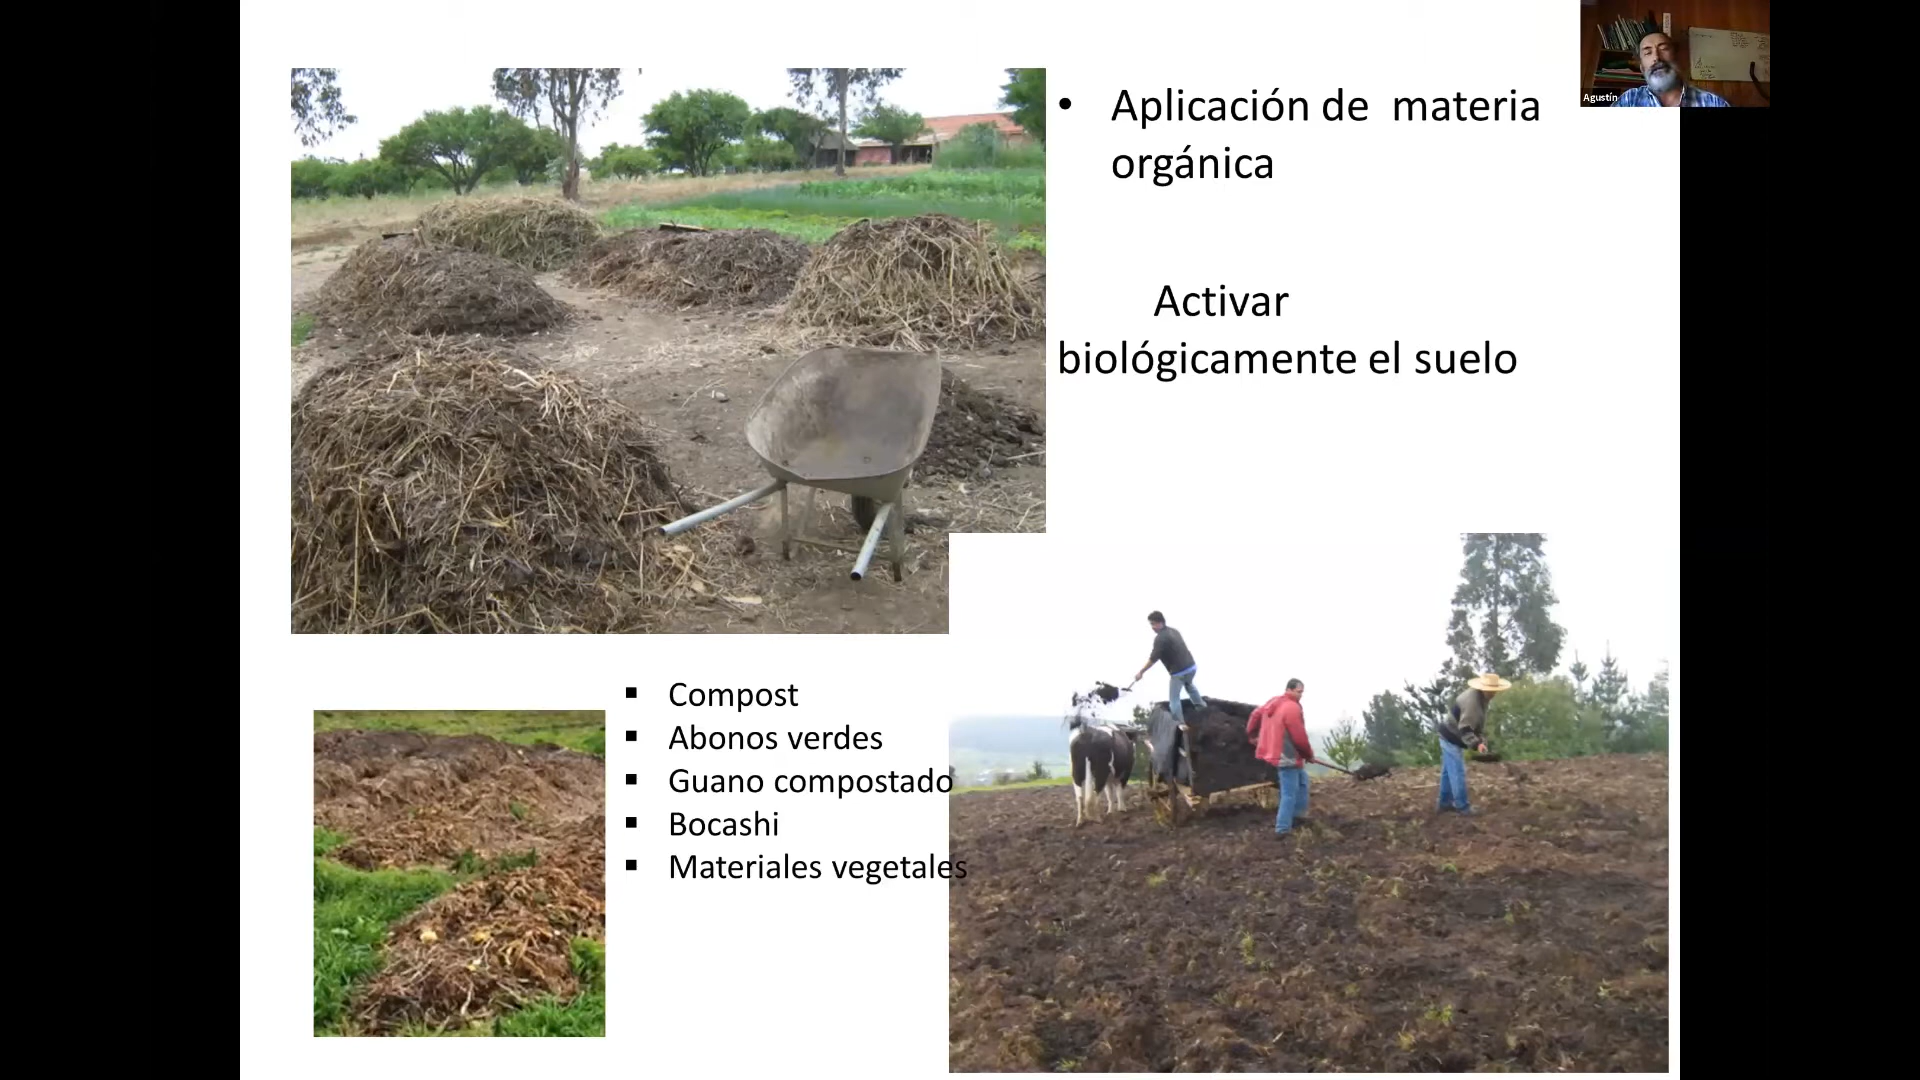 Aplicación de  materia
orgánica
Activar
biológicamente el suelo
Compost
Abonos verdes
Guano compostado
Bocashi
Materiales vegetales
Agustín